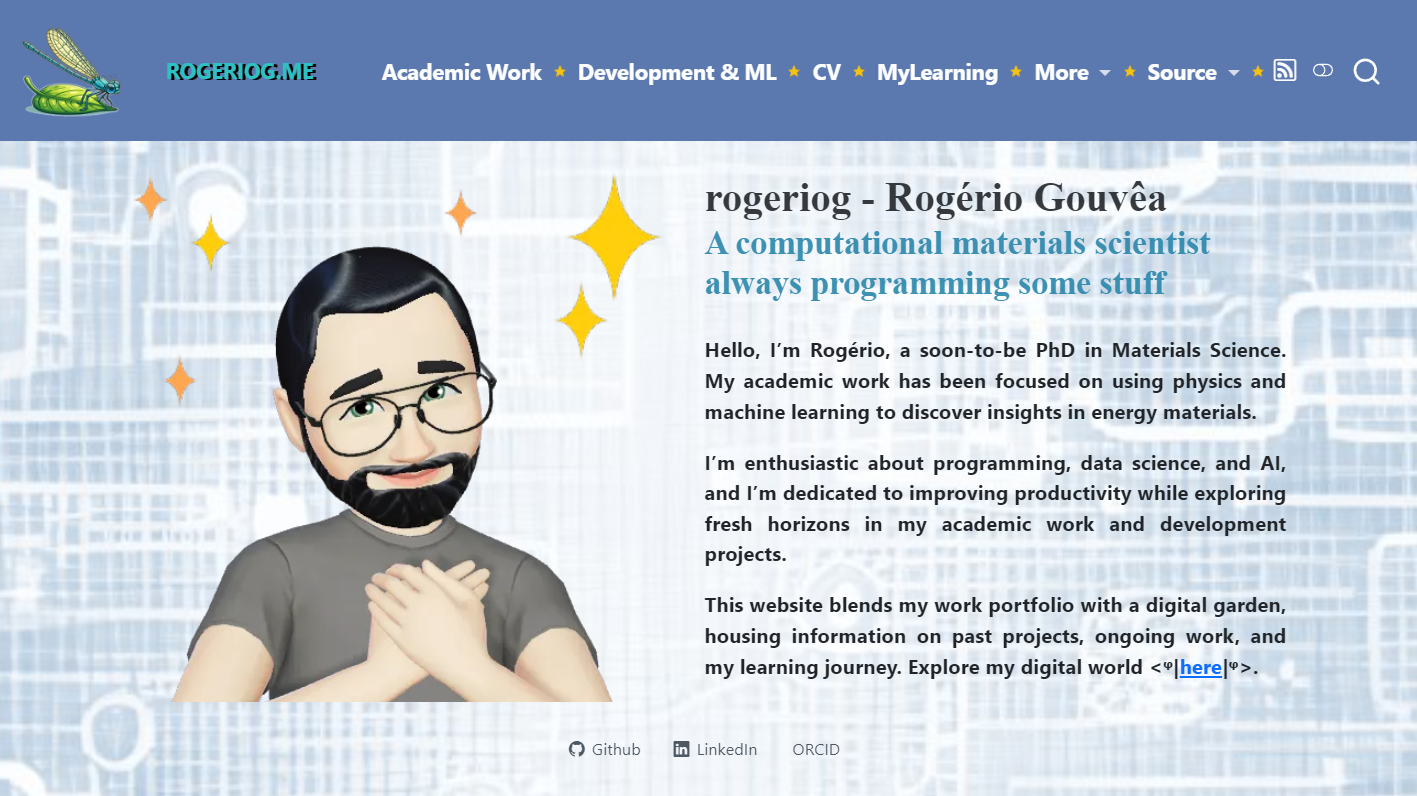 ROGERIOG.ME
Academic Work
Development & ML
CV
MyLearning
More
Source
rogeriog - Rogério Gouvêa
A computational materials scientist
always programming some stuff
Hello, I’m Rogério, a soon-to-be PhD in Materials Science.
My academic work has been focused on using physics and
machine learning to discover insights in energy materials.
I’m enthusiastic about programming, data science, and AI,
and I’m dedicated to improving productivity while exploring
fresh horizons in my academic work and development
projects.
This website blends my work portfolio with a digital garden,
housing information on past projects, ongoing work, and
my learning journey. Explore my digital world <ᵠ|here|ᵠ>.
Github
LinkedIn
ORCID